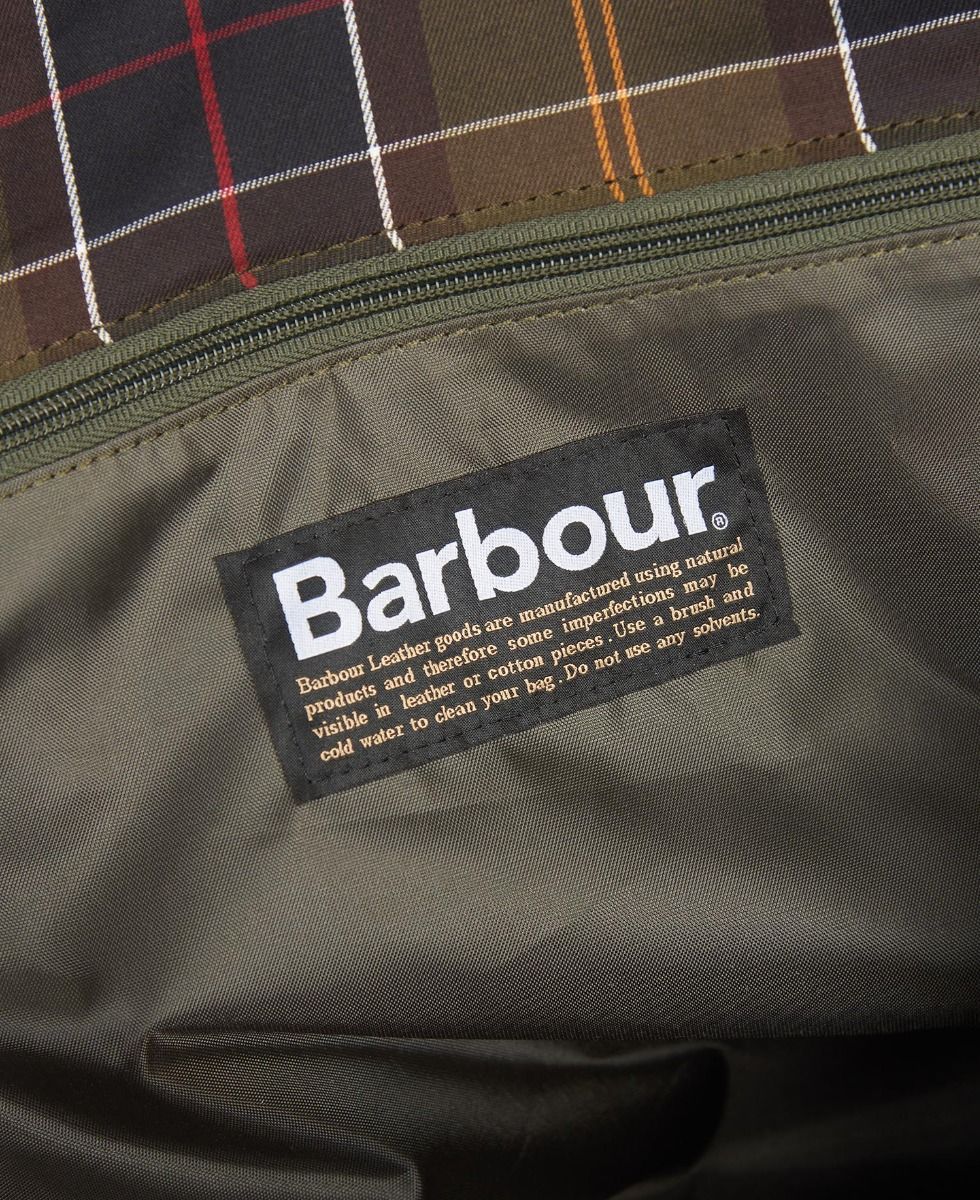 Barbour®
Barbour Leather goods are manufactured using natural
products and therefore some imperfections may be
visible in leather or cotton pieces. Use a brush and
cold water to clean your bag. Do not use any solvents.